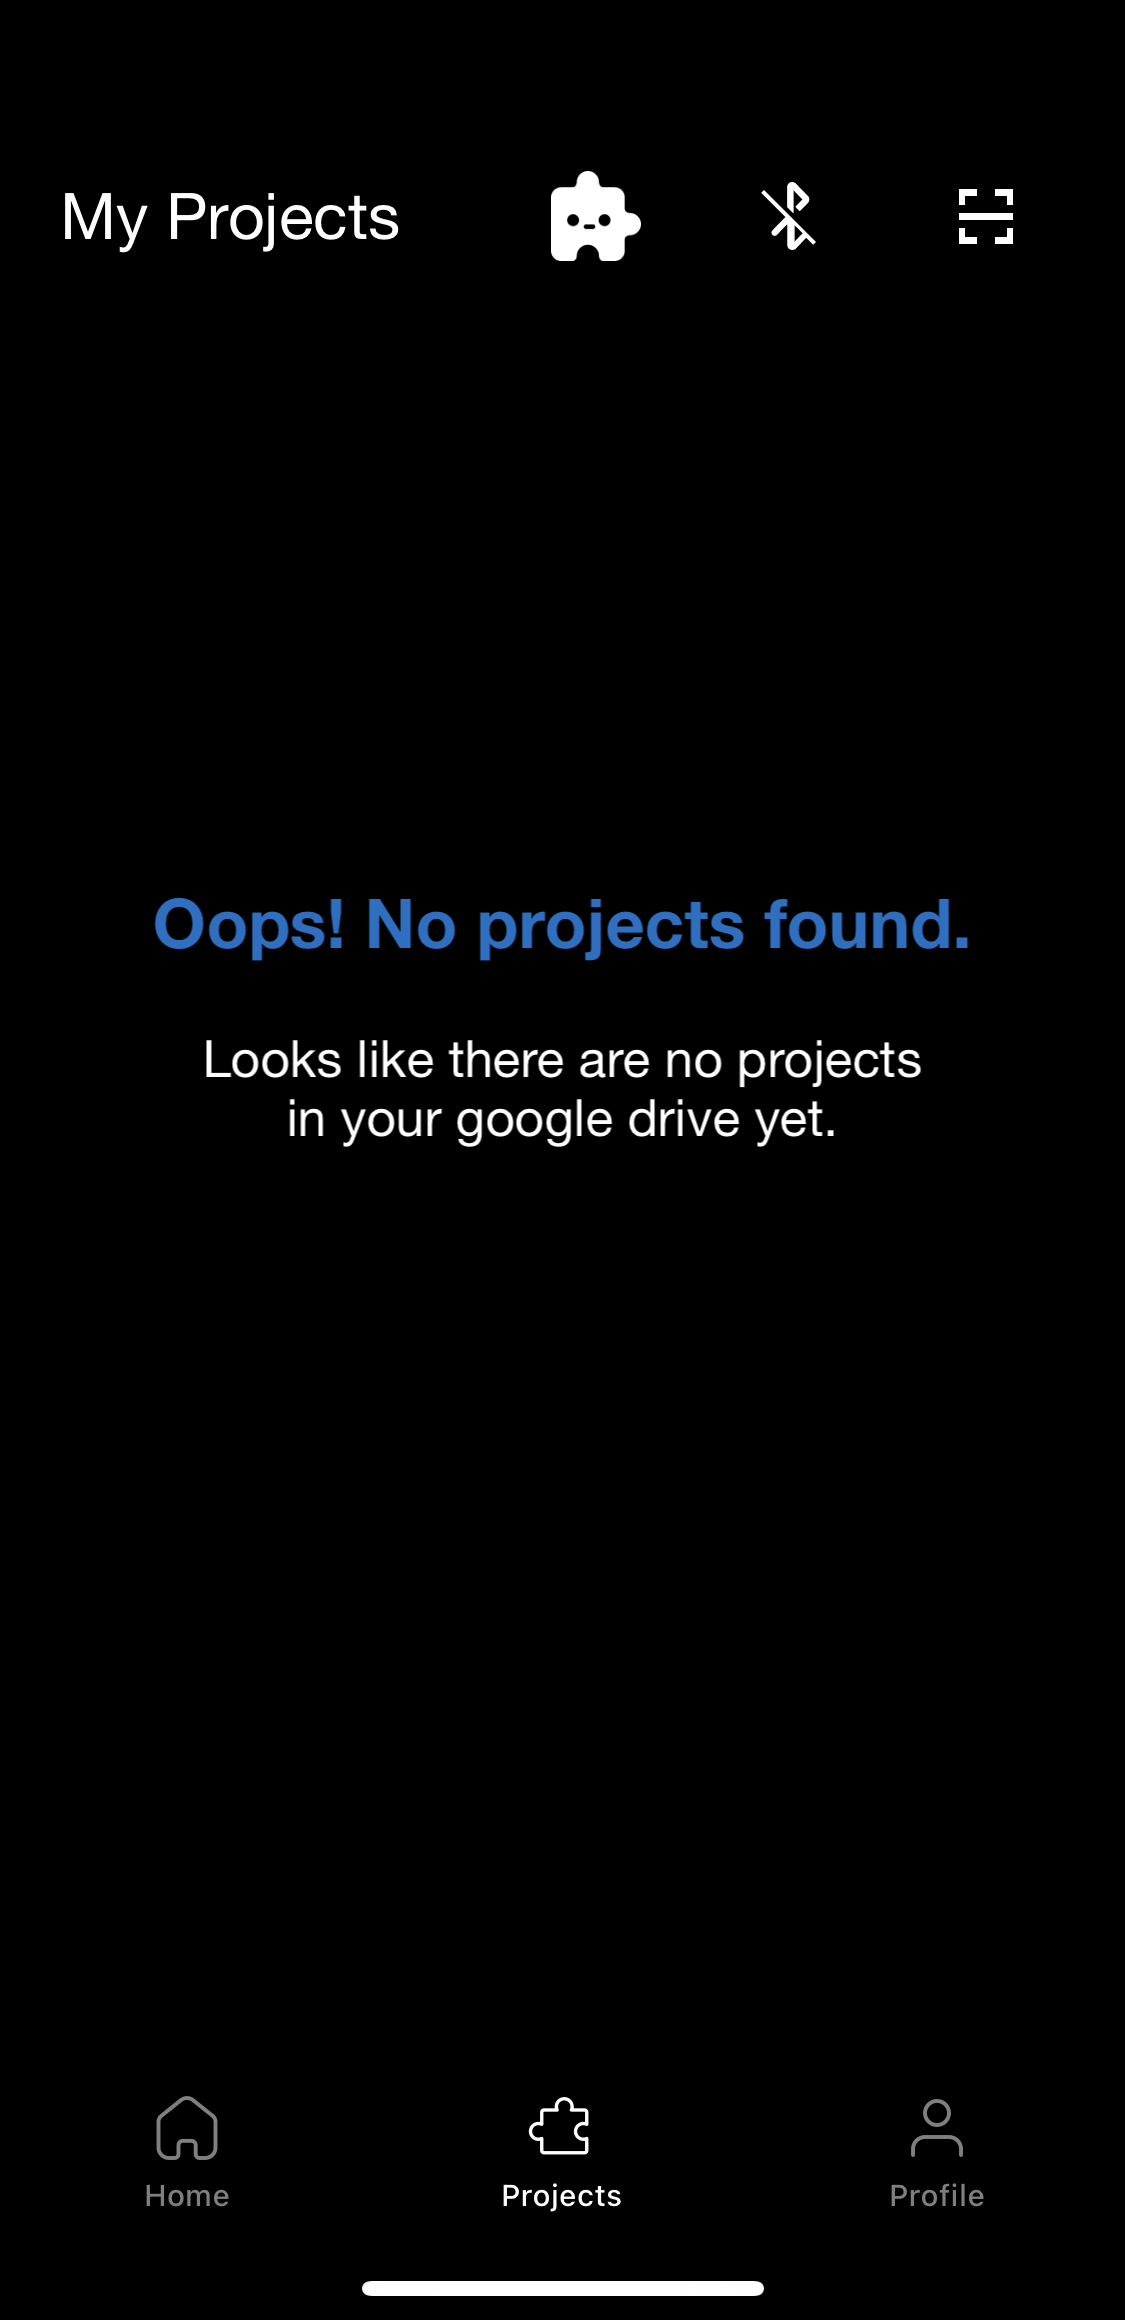 My Projects
Oops! No projects found.
Looks like there are no projects
in your google drive yet.
Home
Projects
Profile